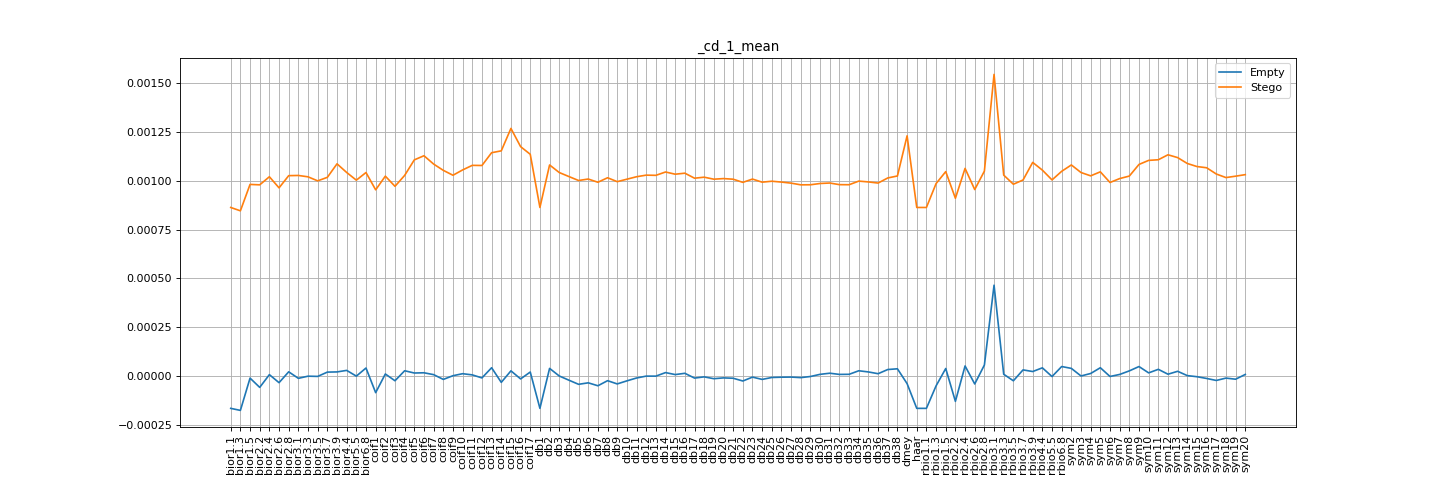 _cd_1_mean
0.00150
0.00125
0.00100
0.00075
0.00050
0.00025
0.00000
−0.00025
Empty
Stego
bior1.1
bior1.3
bior1.5
bior2.2
bior2.4
bior2.6
bior2.8
bior3.1
bior3.3
bior3.5
bior3.7
bior3.9
bior4.4
bior5.5
bior6.8
coif1
coif2
coif3
coif4
coif5
coif6
coif7
coif8
coif9
coif10
coif11
coif12
coif13
coif14
coif15
coif16
coif17
db1
db2
db3
db4
db5
db6
db7
db8
db9
db10
db11
db12
db13
db14
db15
db16
db17
db18
db19
db20
db21
db22
db23
db24
db25
db26
db27
db28
db29
db30
db31
db32
db33
db34
db35
db36
db37
db38
dmey
haar
rbio1.1
rbio1.3
rbio1.5
rbio2.2
rbio2.4
rbio2.6
rbio2.8
rbio3.1
rbio3.3
rbio3.5
rbio3.7
rbio3.9
rbio4.4
rbio5.5
rbio6.8
sym2
sym3
sym4
sym5
sym6
sym7
sym8
sym9
sym10
sym11
sym12
sym13
sym14
sym15
sym16
sym17
sym18
sym19
sym20